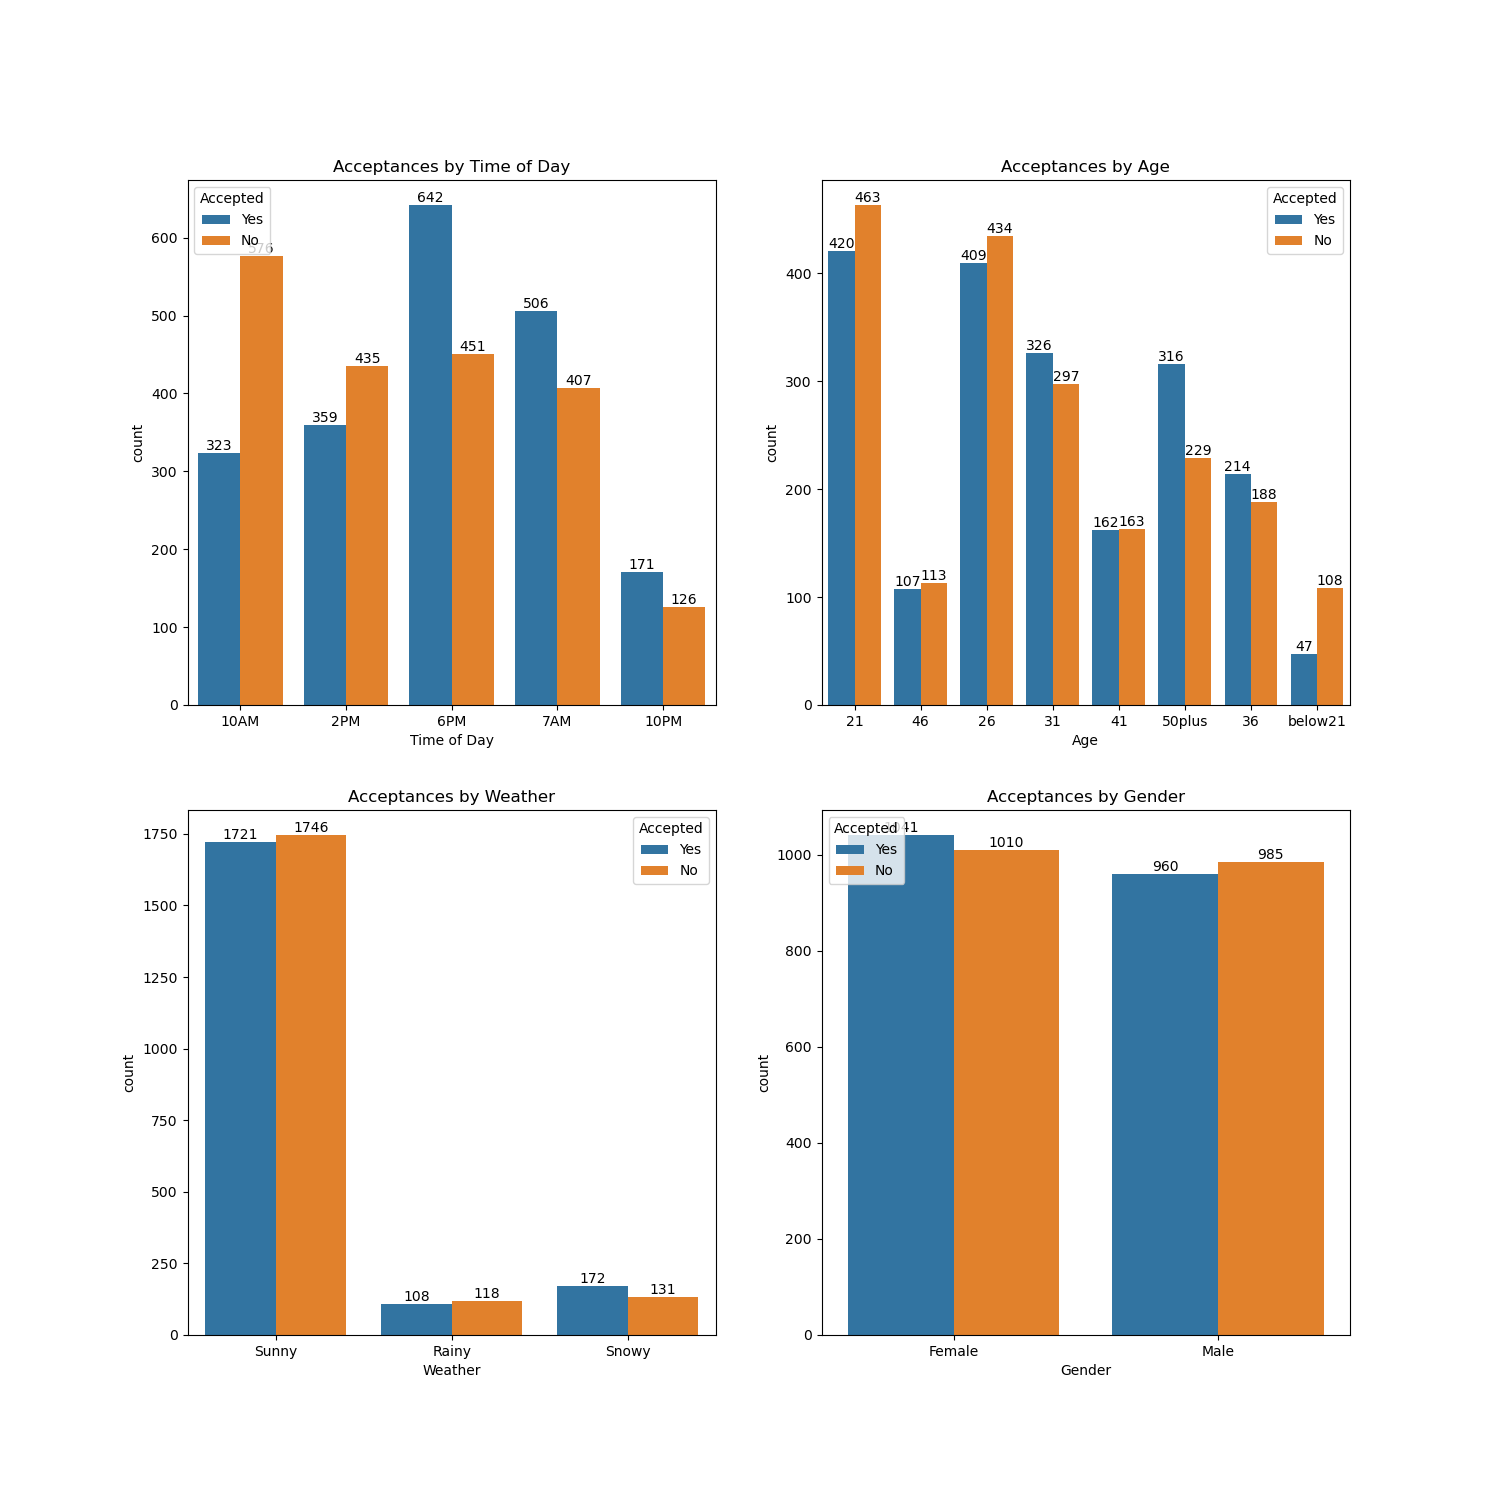 Acceptances by Time of Day
Accepted
Yes
No
576
323
359
435
642
451
506
407
171
126
0
100
200
300
400
500
600
count
10AM
2PM
6PM
7AM
10PM
Time of Day
Acceptances by Age
Accepted
Yes
No
420
463
107
113
409
434
326
297
162
163
316
229
214
188
47
108
0
100
200
300
400
count
21
46
26
31
41
50plus
36
below21
Age
Acceptances by Weather
Accepted
Yes
No
1721
1746
108
118
172
131
0
250
500
750
1000
1250
1500
1750
count
Sunny
Rainy
Snowy
Weather
Acceptances by Gender
Accepted
Yes
No
1041
1010
960
985
0
200
400
600
800
1000
count
Female
Male
Gender